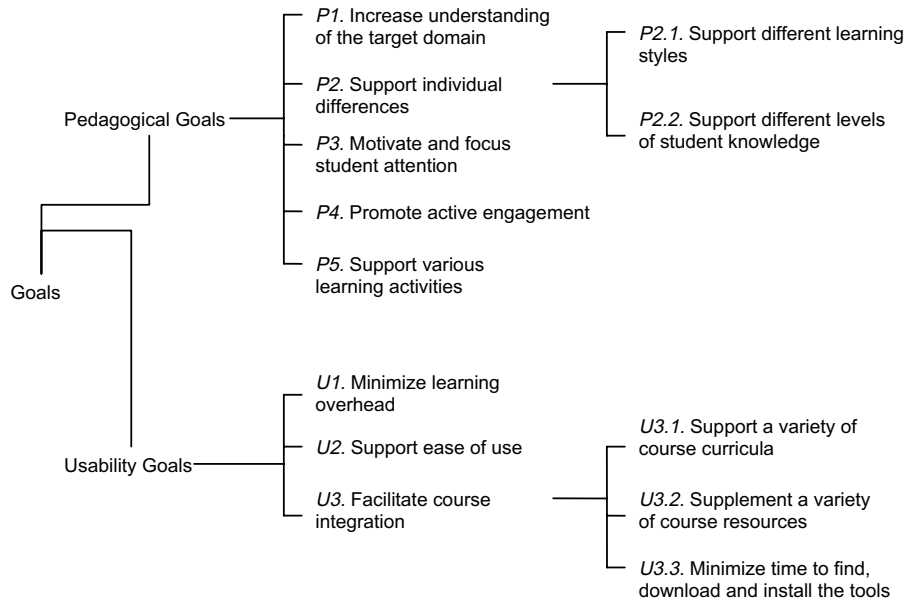 Goals
Pedagogical Goals
P1. Increase understanding
of the target domain
P2. Support individual
differences
P2.1. Support different learning
styles
P2.2. Support different levels
of student knowledge
P3. Motivate and focus
student attention
P4. Promote active engagement
P5. Support various
learning activities
Usability Goals
U1. Minimize learning
overhead
U2. Support ease of use
U3. Facilitate course
integration
U3.1. Support a variety of
course curricula
U3.2. Supplement a variety
of course resources
U3.3. Minimize time to find,
download and install the tools